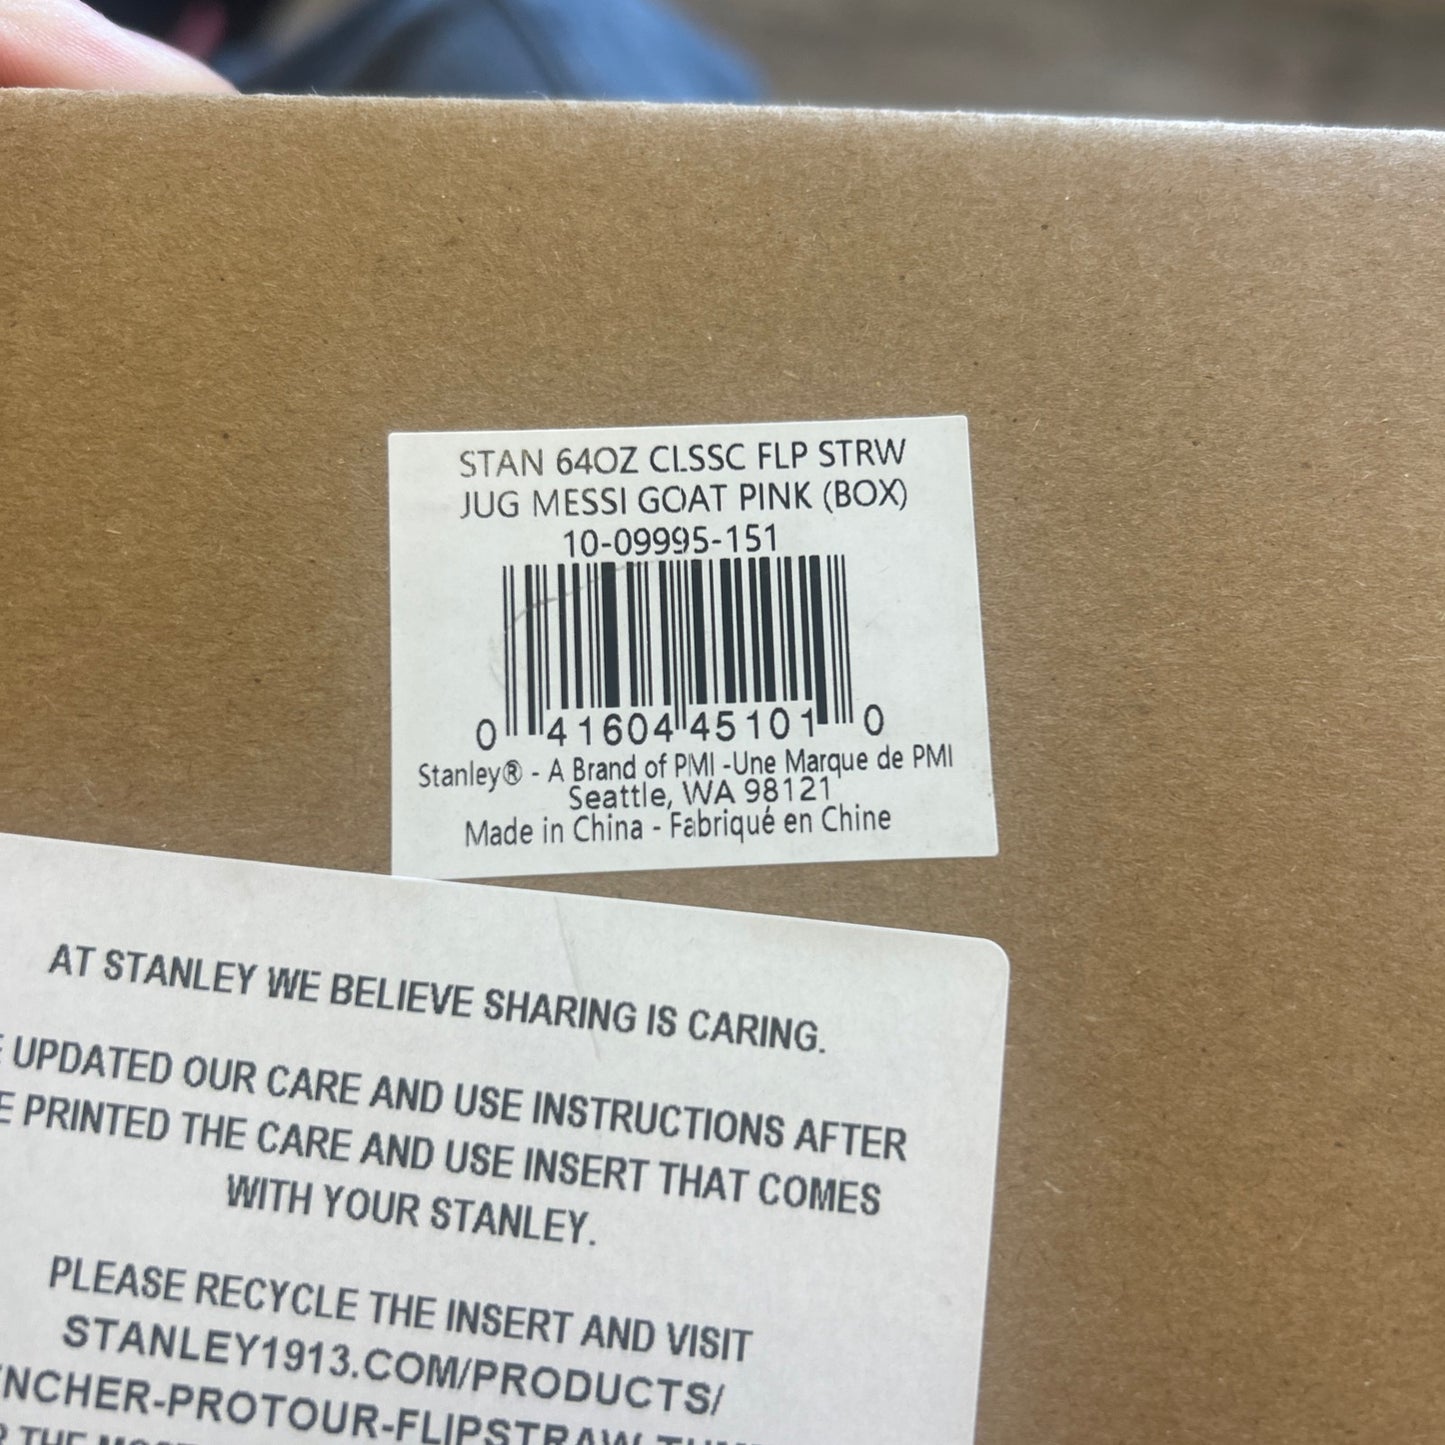 STAN 64OZ CLSSC FLP STRW
JUG MESSI GOAT PINK (BOX)
10-09995-151
0 41604 45101 0
Stanley® - A Brand of PMI -Une Marque de PMI
Seattle, WA 98121
Made in China - Fabriqué en Chine
AT STANLEY WE BELIEVE SHARING IS CARING.
UPDATED OUR CARE AND USE INSTRUCTIONS AFTER
PRINTED THE CARE AND USE INSERT THAT COMES
WITH YOUR STANLEY.
PLEASE RECYCLE THE INSERT AND VISIT
STANLEY1913.COM/PRODUCTS/
NCHER-PROTOUR-FLIPSTRAW-
THE